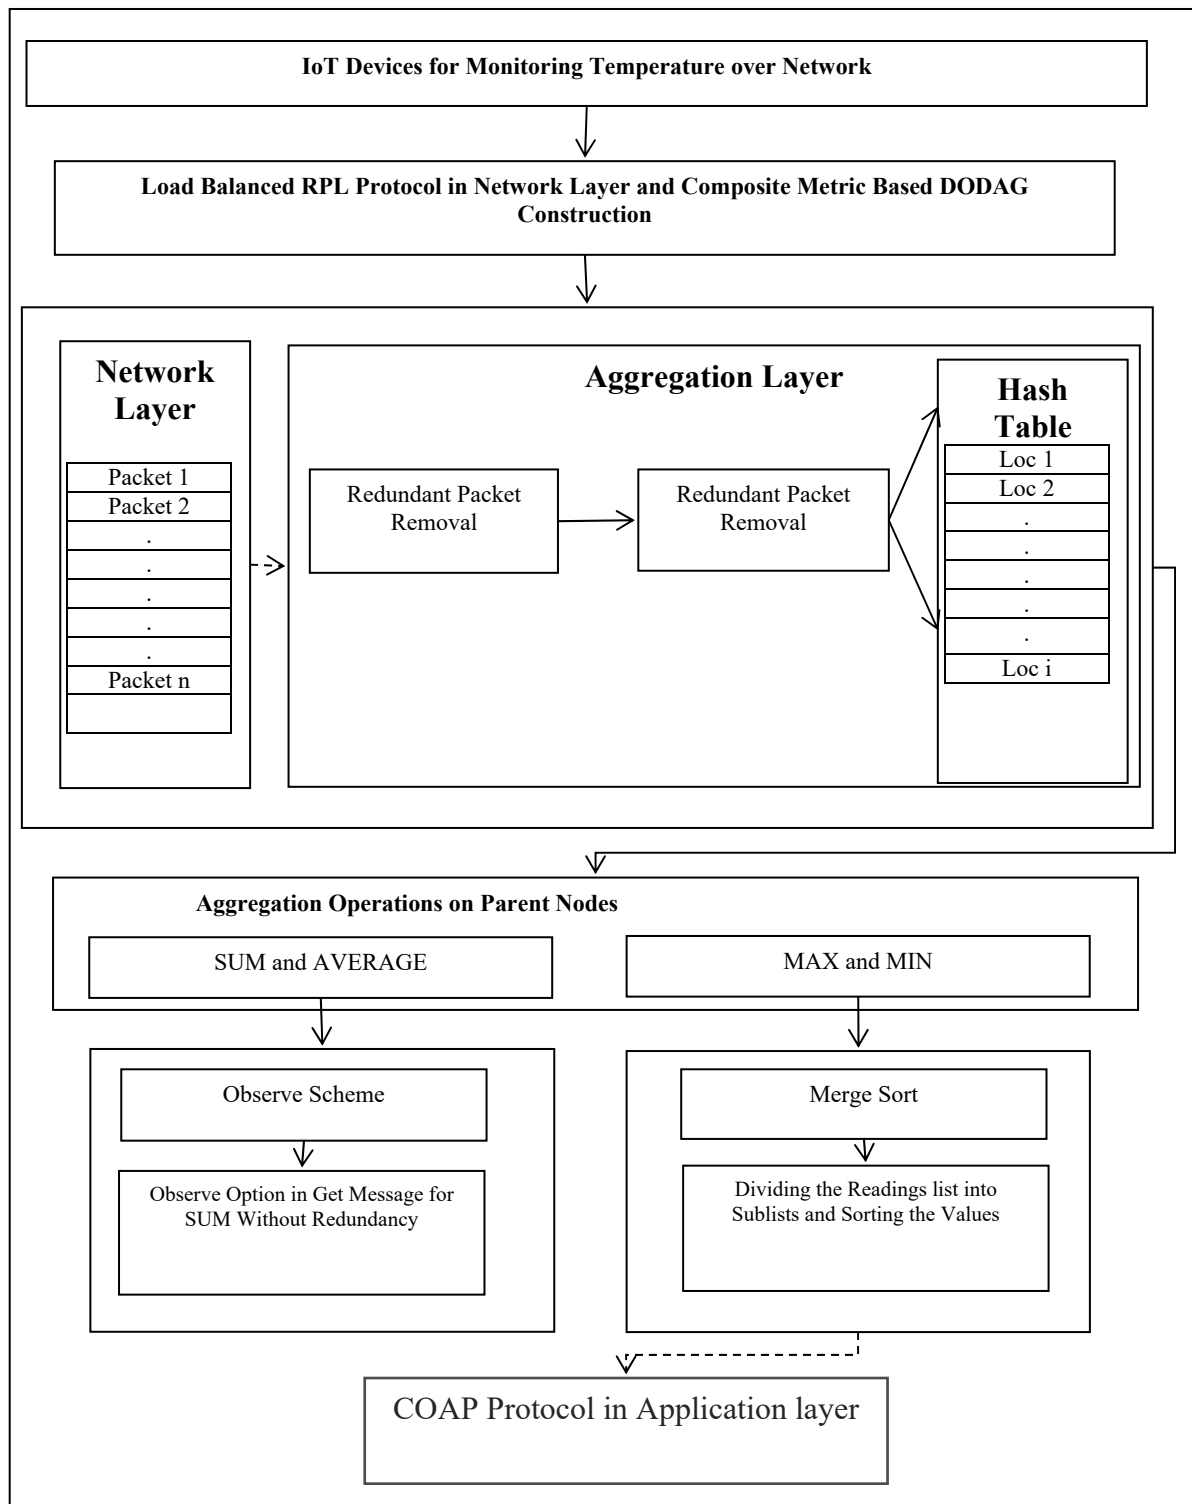 IoT Devices for Monitoring Temperature over Network
Load Balanced RPL Protocol in Network Layer and Composite Metric Based DODAG
Construction
Network
Layer
Packet 1
Packet 2
.
.
.
.
.
Packet n
Aggregation Layer
Redundant Packet
Removal
Redundant Packet
Removal
Hash
Table
Loc 1
Loc 2
.
.
.
.
.
Loc i
Aggregation Operations on Parent Nodes
SUM and AVERAGE
MAX and MIN
Observe Scheme
Observe Option in Get Message for
SUM Without Redundancy
Merge Sort
Dividing the Readings list into
Sublists and Sorting the Values
COAP Protocol in Application layer